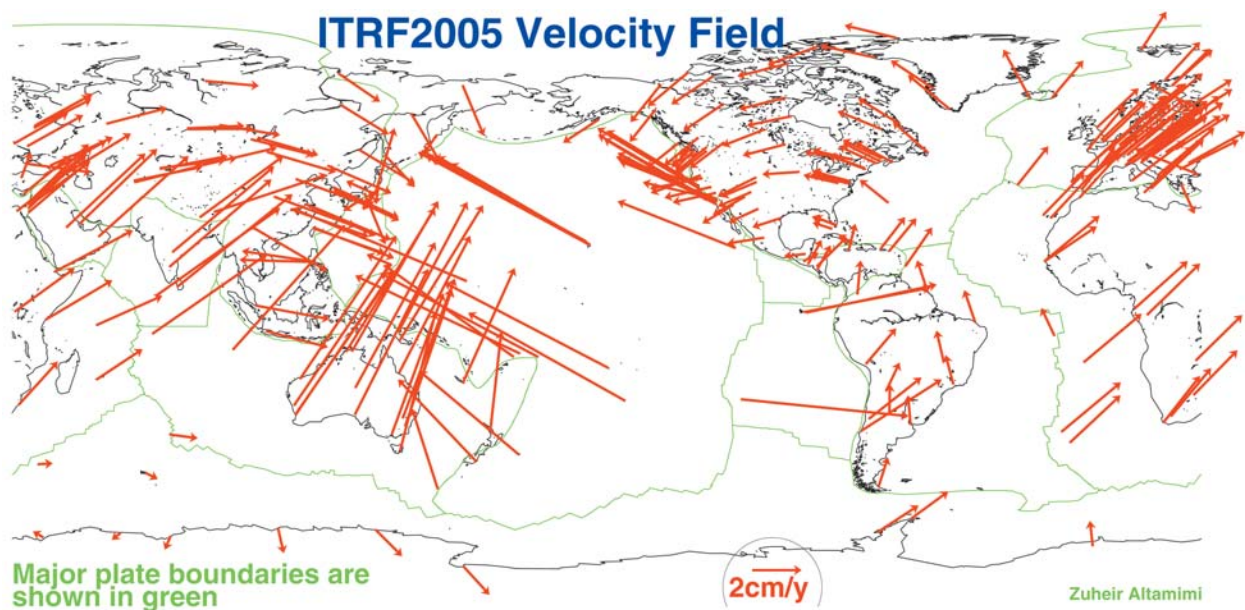 ITRF2005 Velocity Field
Major plate boundaries are
shown in green
2cm/y
Zuheir Altamimi